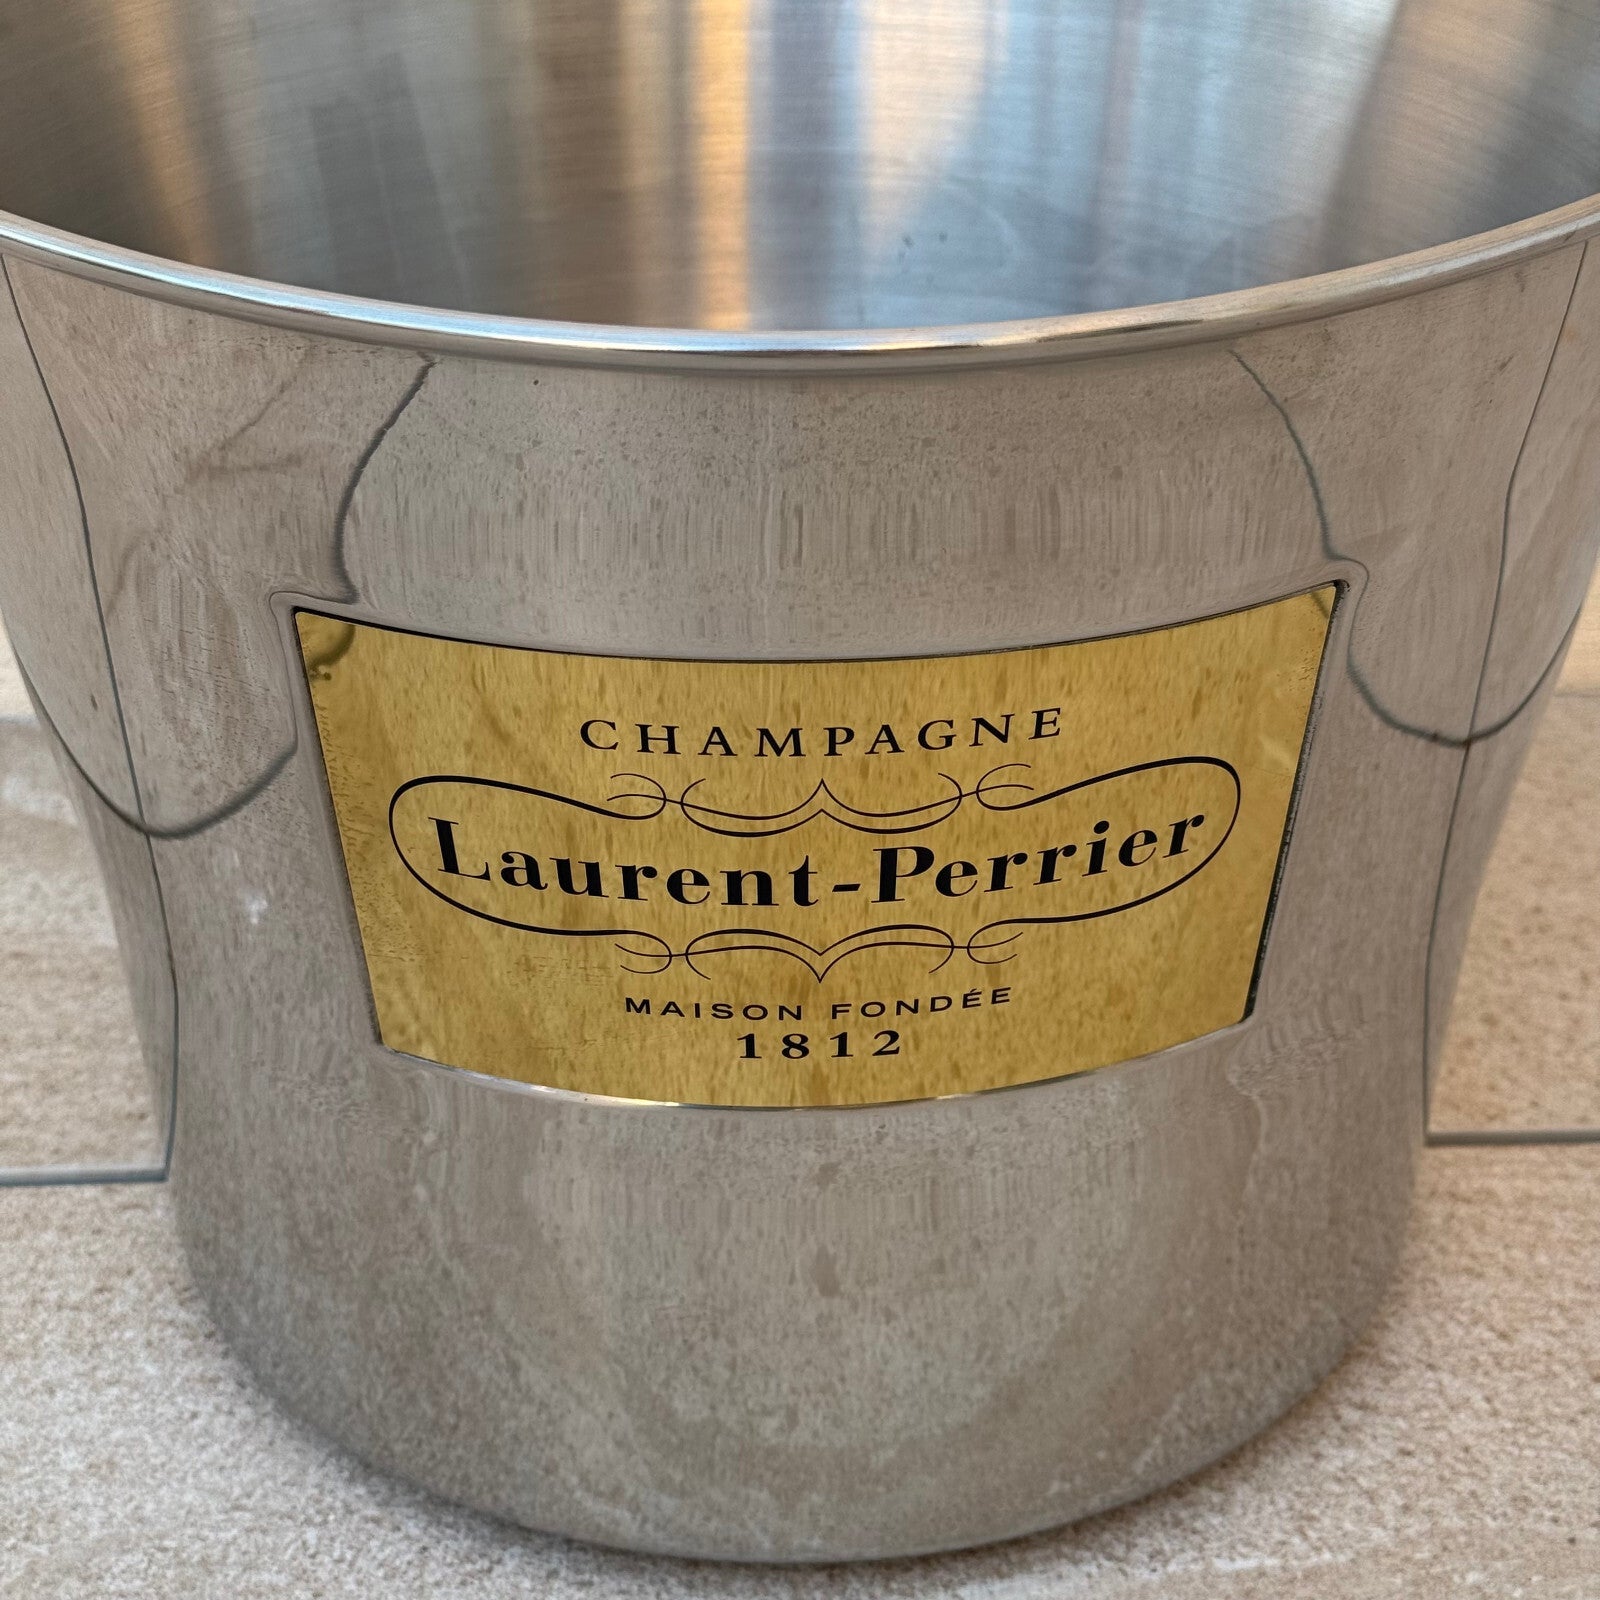 CHAMPAGNE
Laurent-Perrier
MAISON FONDÉE
1812